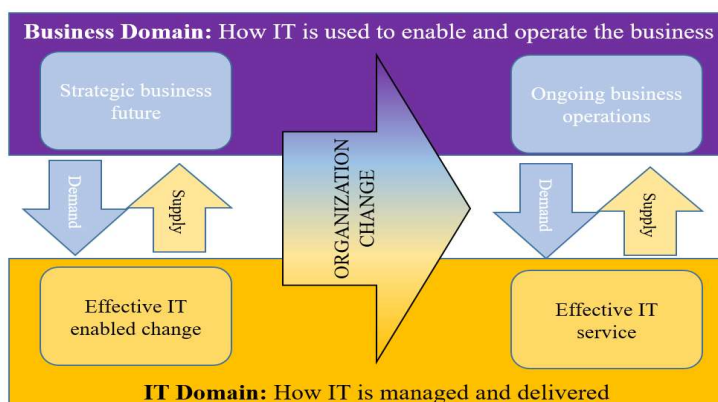 Business Domain: How IT is used to enable and operate the business
Strategic business
future
Ongoing business
operations
Demand
Supply
ORGANIZATION
CHANGE
Demand
Supply
Effective IT
enabled change
Effective IT
service
IT Domain: How IT is managed and delivered